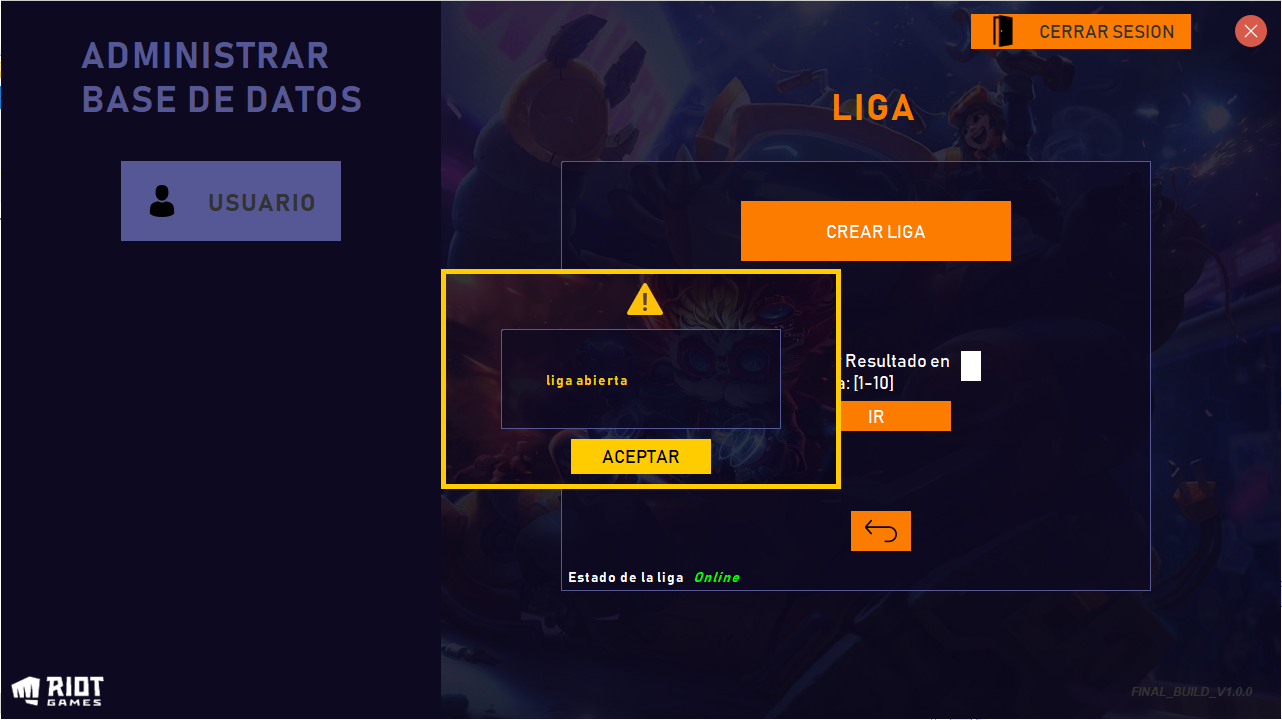 ADMINISTRAR
BASE DE DATOS
USUARIO
CERRAR SESION
LIGA
CREAR LIGA
liga abierta
ACEPTAR
Resultado en
a: [1-10]
IR
Estado de la liga Online
RIOT
GAMES
FINAL_BUILD_V1.0.0